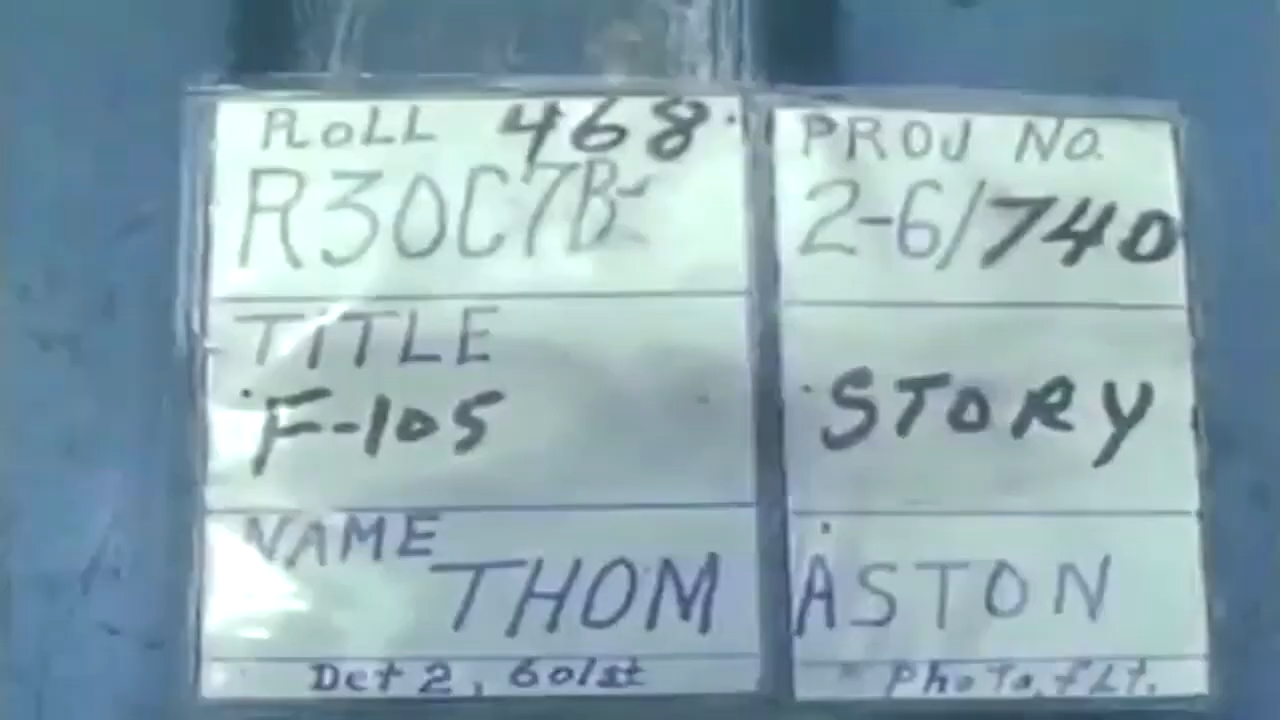 ROLL 468 PROJ NO.
R30C7B- 2-6/740
TITLE
F-105 STORY
NAME
THOM ASTON
Det 2, 601st Photo. fLt.